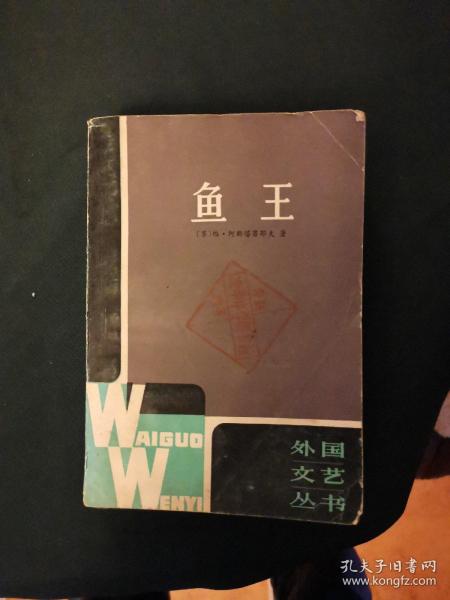 鱼王
〔苏〕维·阿斯塔菲耶夫 著
WAIGUO
WENYI
外国
文艺
丛书
孔夫子旧书网
www.kongfz.com